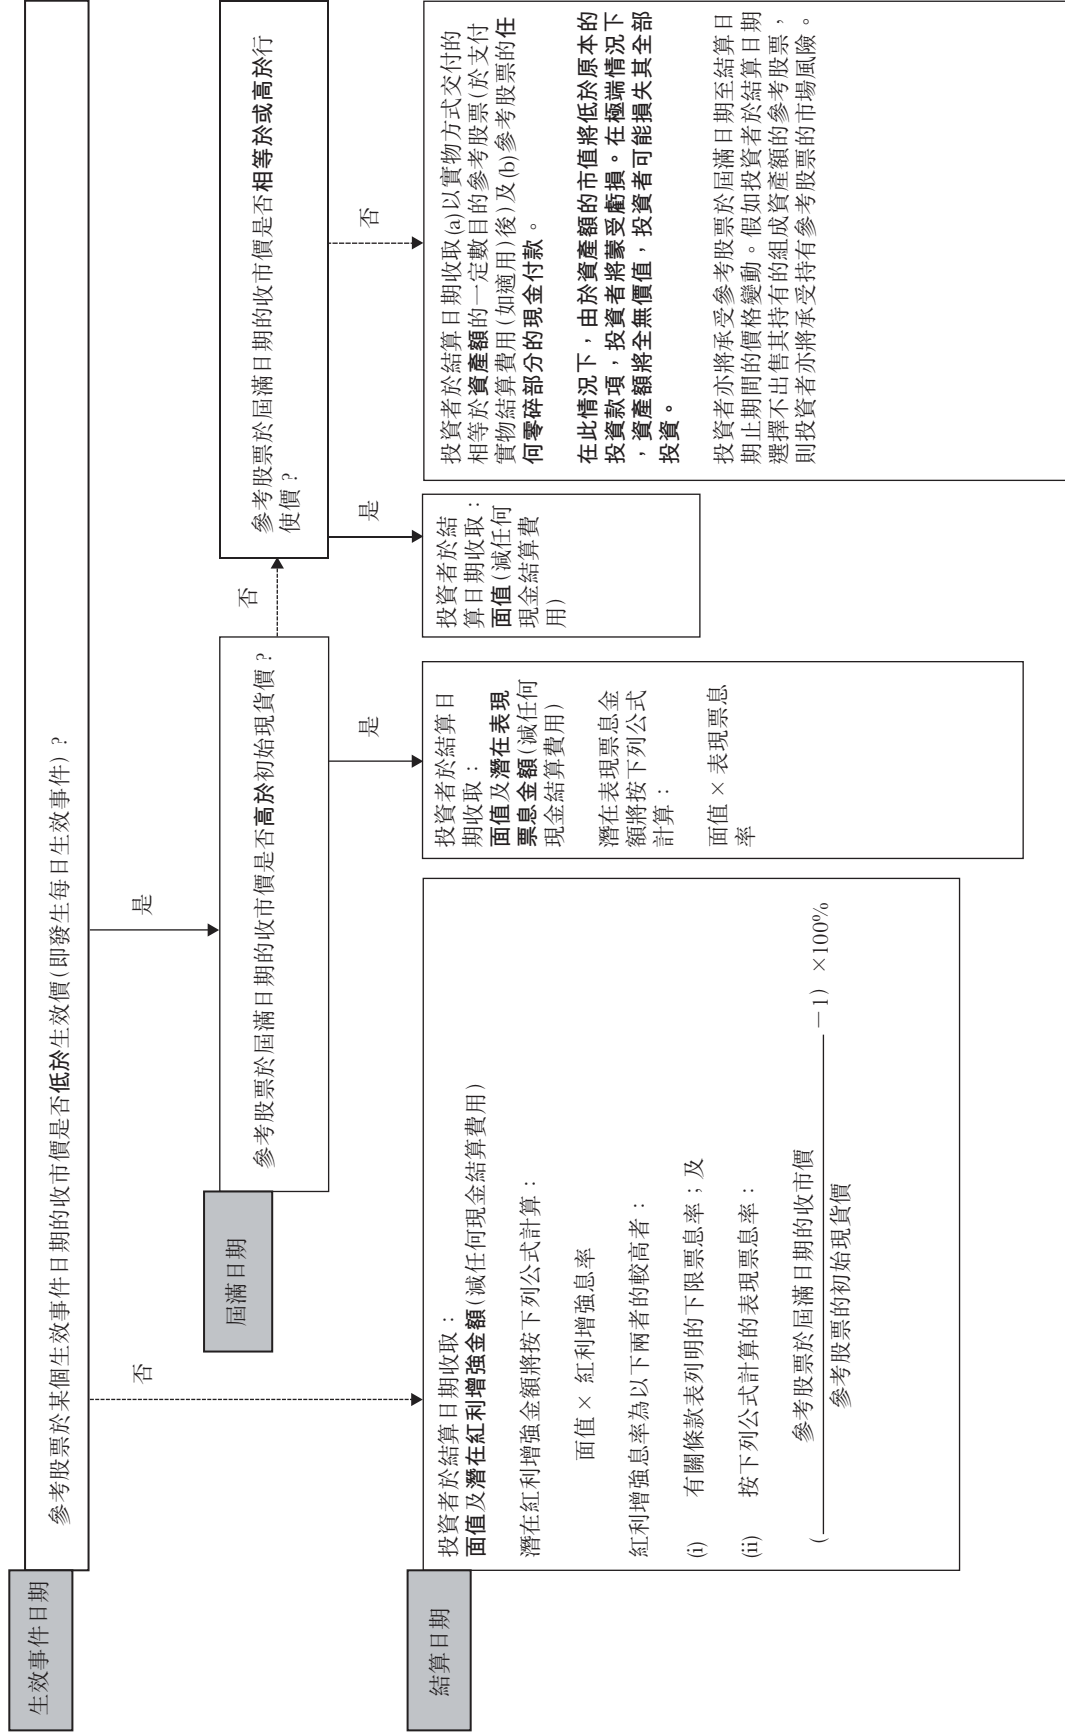 生效事件日期
參考股票於某個生效事件日期的收市價是否低於生效價(即發生每日生效事件)?
否
是
屆滿日期
參考股票於屆滿日期的收市價是否高於初始現貨價?
否
參考股票於屆滿日期的收市價是否相等於或高於行
使價?
是
是
否
結算日期
投資者於結算日期收取:
面值及潛在紅利增強金額(減任何現金結算費用)
潛在紅利增強金額將按下列公式計算:
面值 × 紅利增強息率
紅利增強息率為以下兩者的較高者:
(i) 有關條款表列明的下限票息率;及
(ii) 按下列公式計算的表現票息率:
參考股票於屆滿日期的收市價
( —1) ×100%
參考股票的初始現貨價
投資者於結算日
期收取:
面值及潛在表現
票息金額(減任何
現金結算費用)
潛在表現票息金
額將按下列公式
計算:
面值 × 表現票息
率
投資者於結
算日期收取:
面值(減任何
現金結算費
用)
投資者於結算日期收取(a)以實物方式交付的
相等於資產額的一定數目的參考股票(於支付
實物結算費用(如適用)後)及(b)參考股票的任
何零碎部分的現金付款。
在此情況下,由於資產額的市值將低於原本的
投資款項,投資者將蒙受虧損。在極端情況下
,資產額將全無價值,投資者可能損失其全部
投資。
投資者亦將承受參考股票於屆滿日期至結算日
期止期間的價格變動。假如投資者於結算日期
選擇不出售其持有的組成資產額的參考股票,
則投資者亦將承受持有參考股票的市場風險。